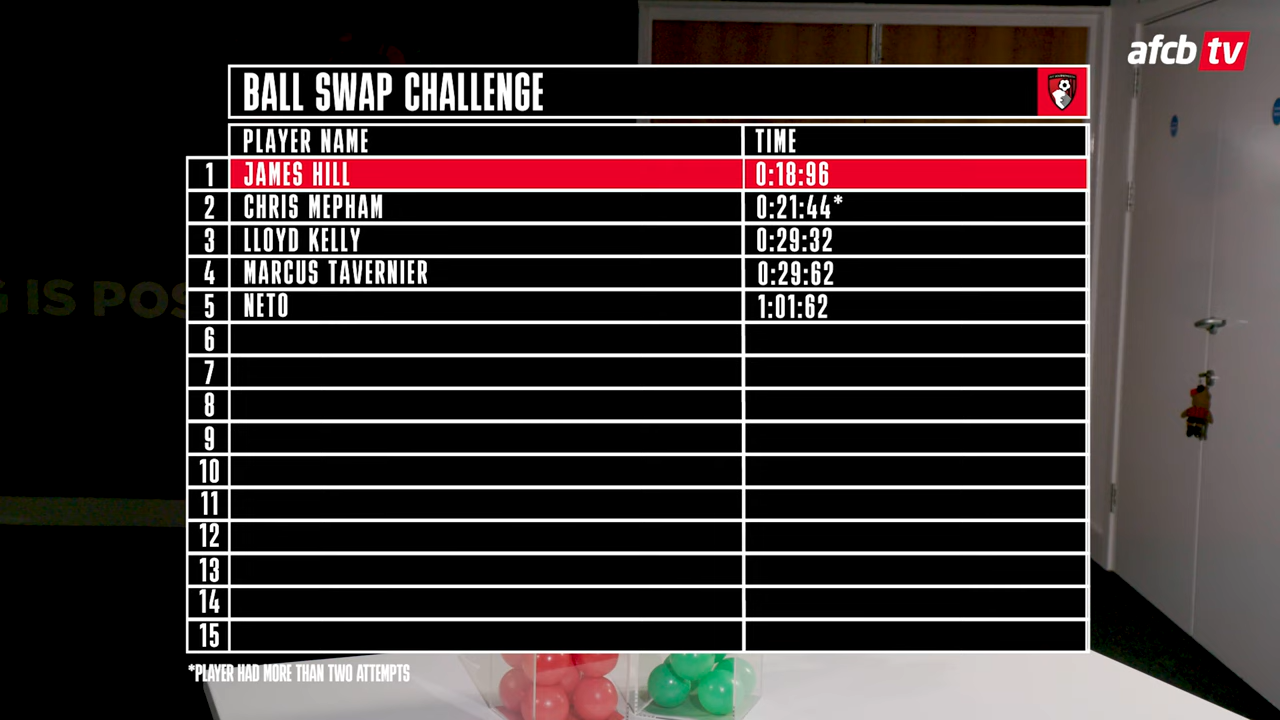 afcb tv
BALL SWAP CHALLENGE
PLAYER NAME TIME
1 JAMES HILL 0:18:96
2 CHRIS MEPHAM 0:21:44*
3 LLOYD KELLY 0:29:32
4 MARCUS TAVERNIER 0:29:62
5 NETO 1:01:62
IS POS
6
7
8
9
10
11
12
13
14
15
*PLAYER HAD MORE THAN TWO ATTEMPTS